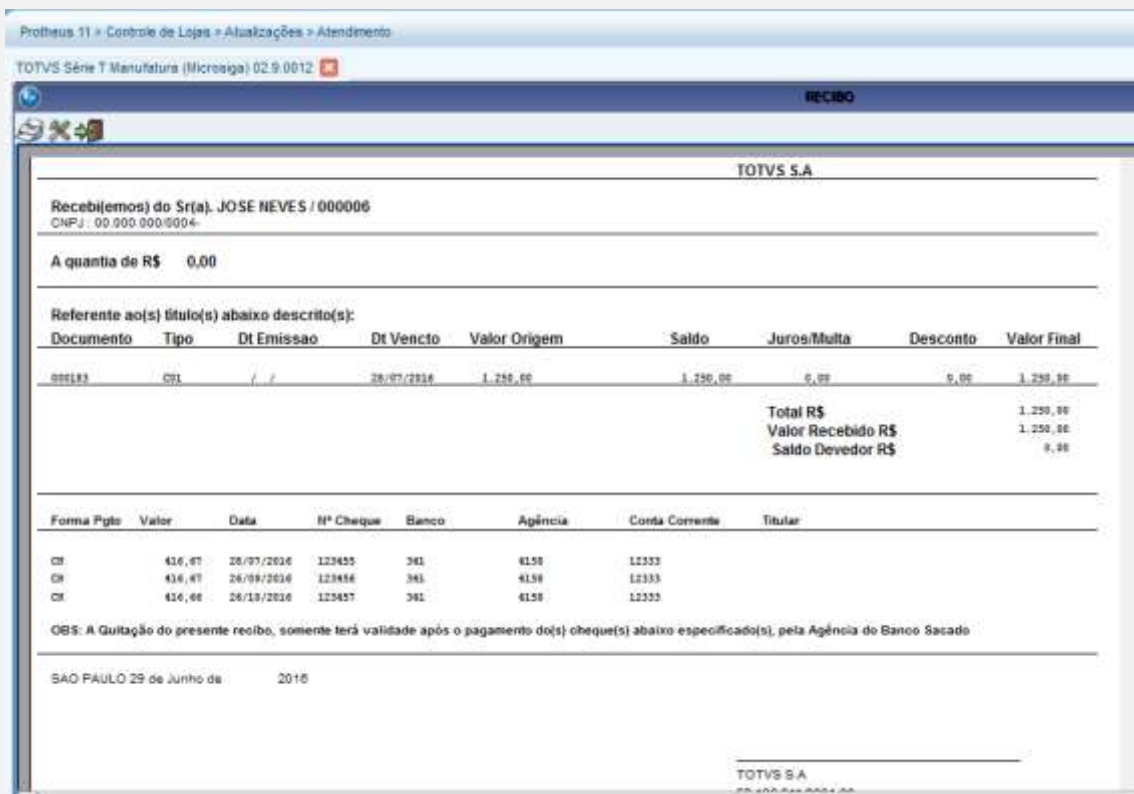 Protheus 11 » Controle de Lojas » Atualizações » Atendimento
TOTVS Série T Manufatura (Microsiga) 02.9.0012
RECIBO
TOTVS S.A
Recebi(emos) do Sr(a). JOSE NEVES / 000006
CNPJ : 00.000.000/0004-
A quantia de R$ 0,00
Referente ao(s) titulo(s) abaixo descrito(s):
Documento Tipo Dt Emissao Dt Vencto Valor Origem Saldo Juros/Multa Desconto Valor Final
000183 C01 / / 28/07/2016 1.250,00 1.250,00 0,00 0,00 1.250,00
Total R$ 1.250,00
Valor Recebido R$ 1.250,00
Saldo Devedor R$ 0,00
Forma Pgto Valor Data Nº Cheque Banco Agência Conta Corrente Titular
CH 416,67 28/07/2016 123455 341 4150 12333
CH 416,67 26/08/2016 123456 341 4150 12333
CH 416,66 26/10/2016 123457 341 4150 12333
OBS: A Quitação do presente recibo, somente terá validade após o pagamento do(s) cheque(s) abaixo especificado(s), pela Agência do Banco Sacado
SAO PAULO 29 de Junho de 2016
TOTVS S.A